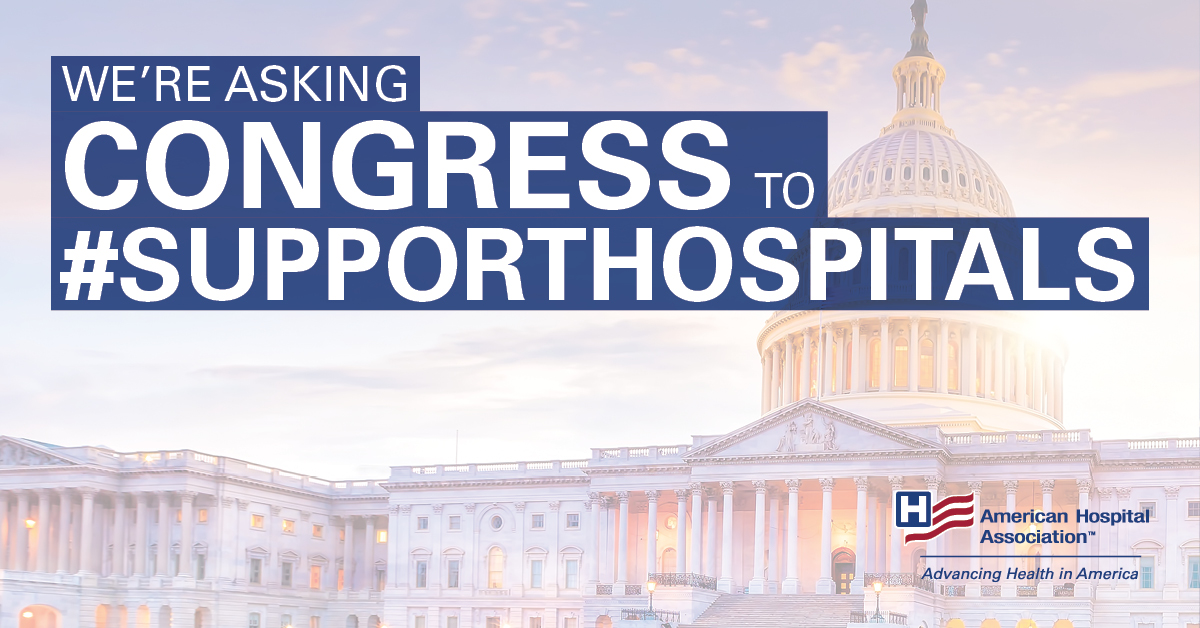 WE'RE ASKING
CONGRESS TO
#SUPPORTHOSPITALS
H
American Hospital
Association™
Advancing Health in America